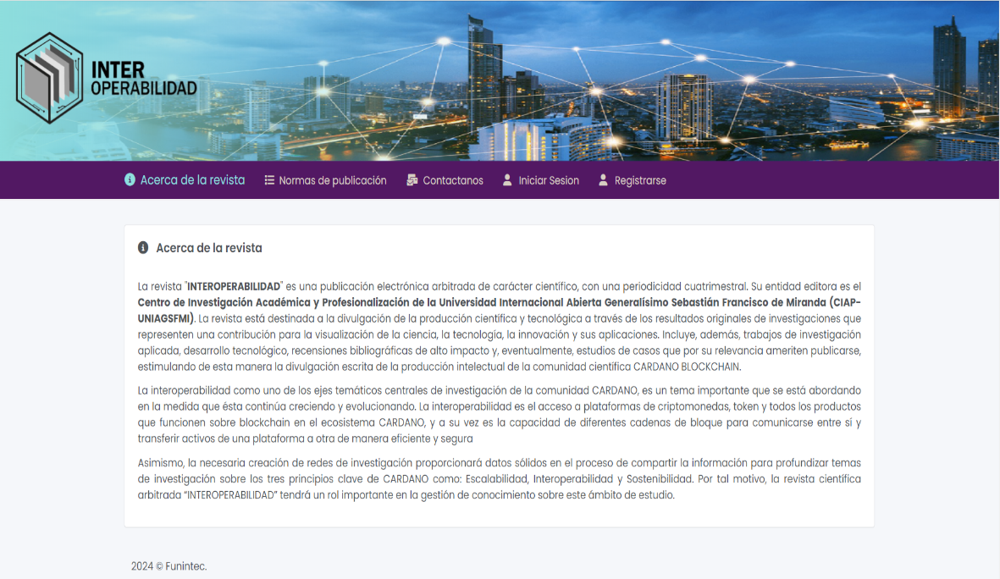 INTER
OPERABILIDAD
Acerca de la revista Normas de publicación Contactanos Iniciar Sesion Registrarse
Acerca de la revista
La revista "INTEROPERABILIDAD" es una publicación electrónica arbitrada de carácter científico, con una periodicidad cuatrimestral. Su entidad editora es el
Centro de Investigación Académica y Profesionalización de la Universidad Internacional Abierta Generalísimo Sebastián Francisco de Miranda (CIAP-
UNIAGSFMI). La revista está destinada a la divulgación de la producción científica y tecnológica a través de los resultados originales de investigaciones que
representen una contribución para la visualización de la ciencia, la tecnología, la innovación y sus aplicaciones. Incluye, además, trabajos de investigación
aplicada, desarrollo tecnológico, recensiones bibliográficas de alto impacto y, eventualmente, estudios de casos que por su relevancia ameriten publicarse,
estimulando de esta manera la divulgación escrita de la producción intelectual de la comunidad científica CARDANO BLOCKCHAIN.
La interoperabilidad como uno de los ejes temáticos centrales de investigación de la comunidad CARDANO, es un tema importante que se está abordando
en la medida que ésta continúa creciendo y evolucionando. La interoperabilidad es el acceso a plataformas de criptomonedas, token y todos los productos
que funcionen sobre blockchain en el ecosistema CARDANO, y a su vez es la capacidad de diferentes cadenas de bloque para comunicarse entre sí y
transferir activos de una plataforma a otra de manera eficiente y segura
Asimismo, la necesaria creación de redes de investigación proporcionará datos sólidos en el proceso de compartir la información para profundizar temas
de investigación sobre los tres principios clave de CARDANO como: Escalabilidad, Interoperabilidad y Sostenibilidad. Por tal motivo, la revista científica
arbitrada “INTEROPERABILIDAD” tendrá un rol importante en la gestión de conocimiento sobre este ámbito de estudio.
2024 © Funintec.